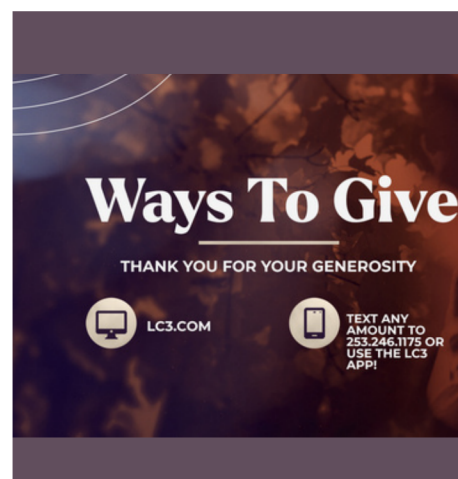 Ways To Give
THANK YOU FOR YOUR GENEROSITY
LC3.COM
TEXT ANY
AMOUNT TO
253.246.1175 OR
USE THE LC3
APP!